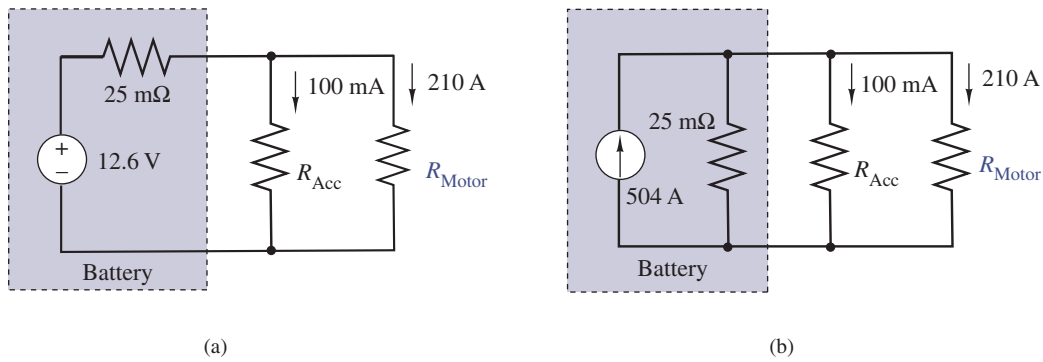 25 mΩ
100 mA
210 A
+
−
12.6 V
R_Acc
R_Motor
Battery
(a)
25 mΩ
100 mA
210 A
504 A
R_Acc
R_Motor
Battery
(b)